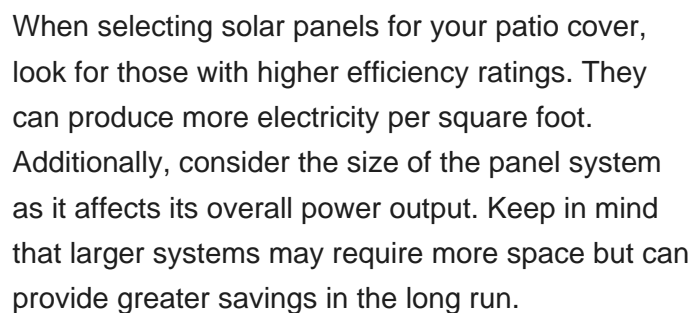 When selecting solar panels for your patio cover,
look for those with higher efficiency ratings. They
can produce more electricity per square foot.
Additionally, consider the size of the panel system
as it affects its overall power output. Keep in mind
that larger systems may require more space but can
provide greater savings in the long run.